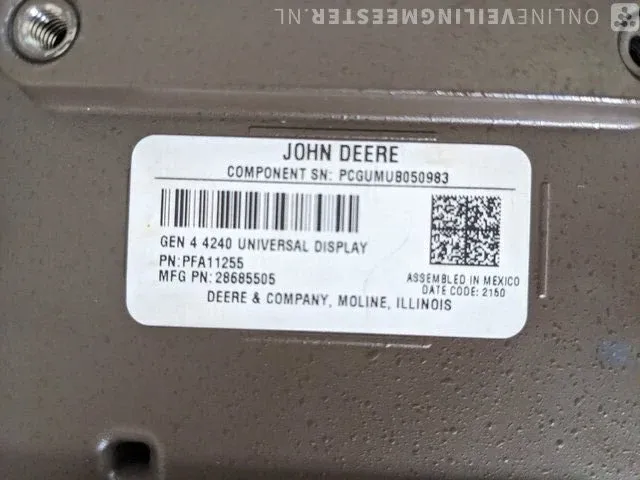 ONLINEVEILINGMEESTER.NL
JOHN DEERE
COMPONENT SN: PCGUMUB050983
GEN 4 4240 UNIVERSAL DISPLAY
PN:PFA11255
MFG PN: 28685505
ASSEMBLED IN MEXICO
DATE CODE: 2150
DEERE & COMPANY, MOLINE, ILLINOIS